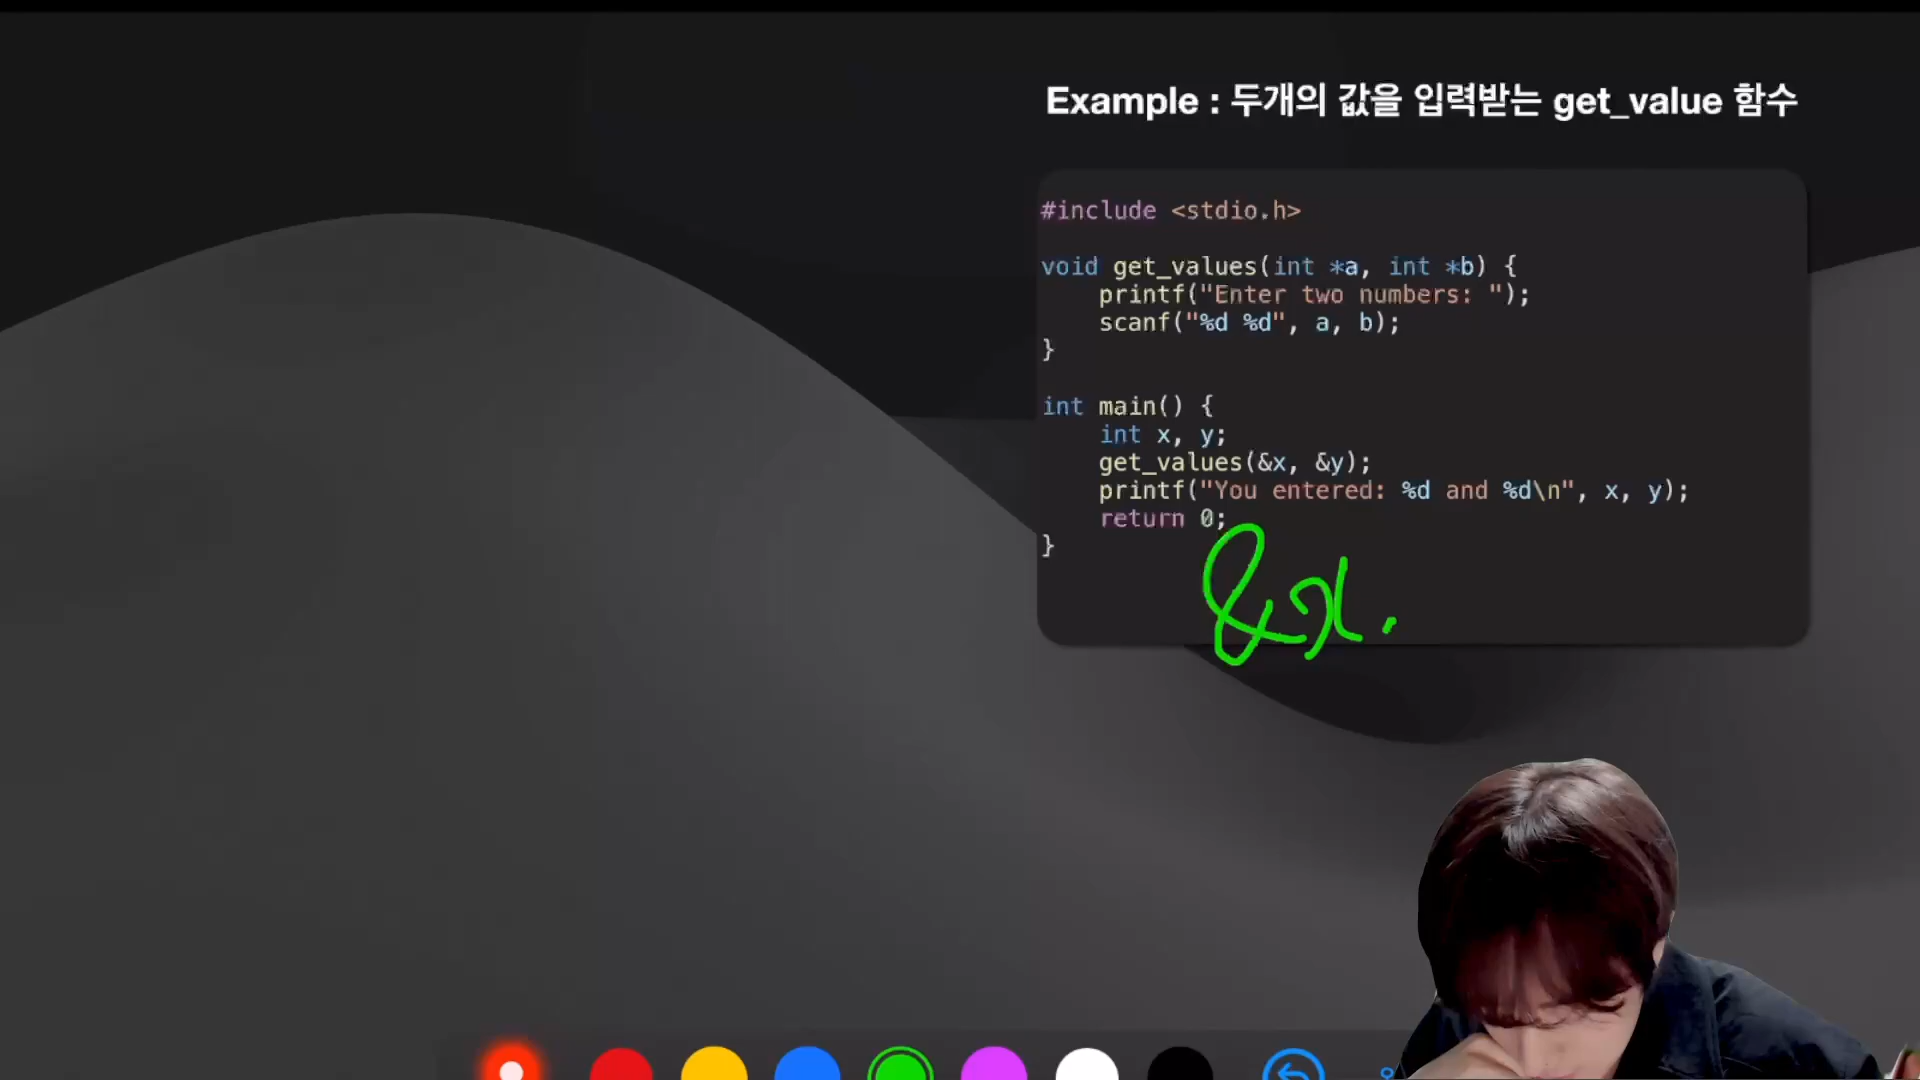 Example : 두개의 값을 입력받는 get_value 함수
#include <stdio.h>
void get_values(int *a, int *b) {
    printf("Enter two numbers: ");
    scanf("%d %d", a, b);
}
int main() {
    int x, y;
    get_values(&x, &y);
    printf("You entered: %d and %d\n", x, y);
    return 0;
}
&x.